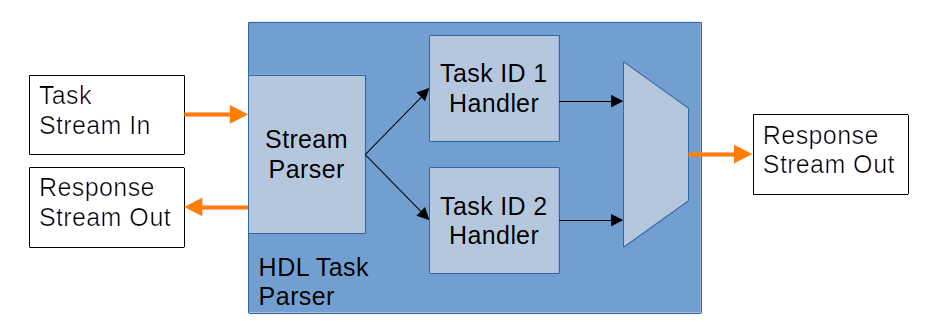 Task
Stream In
Response
Stream Out
Stream
Parser
Task ID 1
Handler
Task ID 2
Handler
HDL Task
Parser
Response
Stream Out